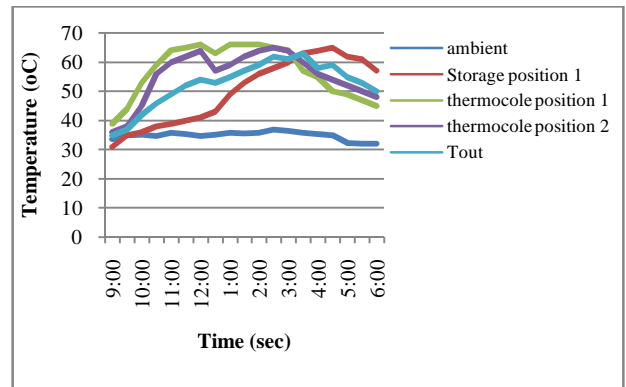 Temperature (oC)
70
60
50
40
30
20
10
0
9:00
10:00
11:00
12:00
1:00
2:00
3:00
4:00
5:00
6:00
Time (sec)
ambient
Storage position 1
thermocole position 1
thermocole position 2
Tout